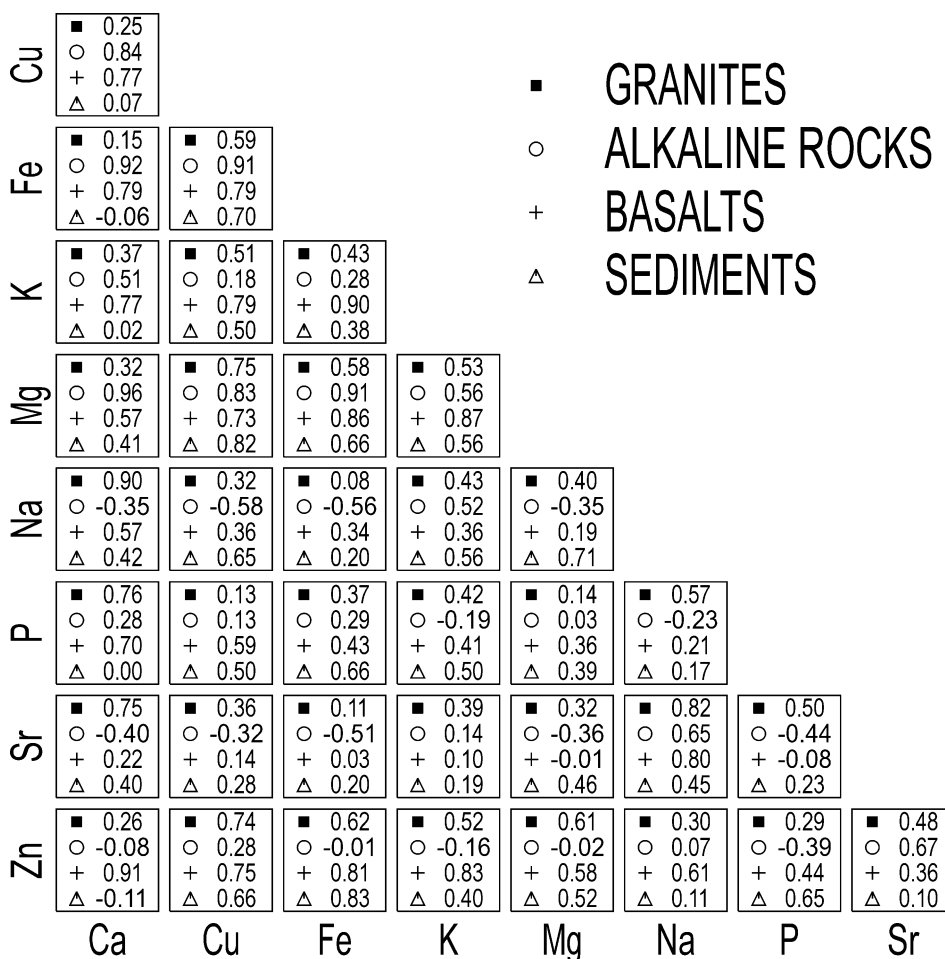 Cu
■ 0.25
○ 0.84
+ 0.77
△ 0.07
■ GRANITES
○ ALKALINE ROCKS
+ BASALTS
△ SEDIMENTS
Fe
■ 0.15 ■ 0.59
○ 0.92 ○ 0.91
+ 0.79 + 0.79
△ -0.06 △ 0.70
K
■ 0.37 ■ 0.51 ■ 0.43
○ 0.51 ○ 0.18 ○ 0.28
+ 0.77 + 0.79 + 0.90
△ 0.02 △ 0.50 △ 0.38
Mg
■ 0.32 ■ 0.75 ■ 0.58 ■ 0.53
○ 0.96 ○ 0.83 ○ 0.91 ○ 0.56
+ 0.57 + 0.73 + 0.86 + 0.87
△ 0.41 △ 0.82 △ 0.66 △ 0.56
Na
■ 0.90 ■ 0.32 ■ 0.08 ■ 0.43 ■ 0.40
○ -0.35 ○ -0.58 ○ -0.56 ○ 0.52 ○ -0.35
+ 0.57 + 0.36 + 0.34 + 0.36 + 0.19
△ 0.42 △ 0.65 △ 0.20 △ 0.56 △ 0.71
P
■ 0.76 ■ 0.13 ■ 0.37 ■ 0.42 ■ 0.14 ■ 0.57
○ 0.28 ○ 0.13 ○ 0.29 ○ -0.19 ○ 0.03 ○ -0.23
+ 0.70 + 0.59 + 0.43 + 0.41 + 0.36 + 0.21
△ 0.00 △ 0.50 △ 0.66 △ 0.50 △ 0.39 △ 0.17
Sr
■ 0.75 ■ 0.36 ■ 0.11 ■ 0.39 ■ 0.32 ■ 0.82 ■ 0.50
○ -0.40 ○ -0.32 ○ -0.51 ○ 0.14 ○ -0.36 ○ 0.65 ○ -0.44
+ 0.22 + 0.14 + 0.03 + 0.10 + -0.01 + 0.80 + -0.08
△ 0.40 △ 0.28 △ 0.20 △ 0.19 △ 0.46 △ 0.45 △ 0.23
Zn
■ 0.26 ■ 0.74 ■ 0.62 ■ 0.52 ■ 0.61 ■ 0.30 ■ 0.29 ■ 0.48
○ -0.08 ○ 0.28 ○ -0.01 ○ -0.16 ○ -0.02 ○ 0.07 ○ -0.39 ○ 0.67
+ 0.91 + 0.75 + 0.81 + 0.83 + 0.58 + 0.61 + 0.44 + 0.36
△ -0.11 △ 0.66 △ 0.83 △ 0.40 △ 0.52 △ 0.11 △ 0.65 △ 0.10
Ca Cu Fe K Mg Na P Sr